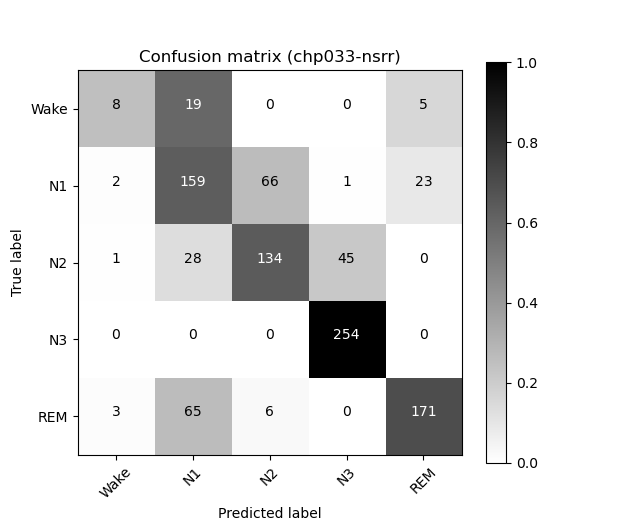 Confusion matrix (chp033-nsrr)
True label
Wake 8 19 0 0 5
N1 2 159 66 1 23
N2 1 28 134 45 0
N3 0 0 0 254 0
REM 3 65 6 0 171
Wake N1 N2 N3 REM
Predicted label
1.0
0.8
0.6
0.4
0.2
0.0